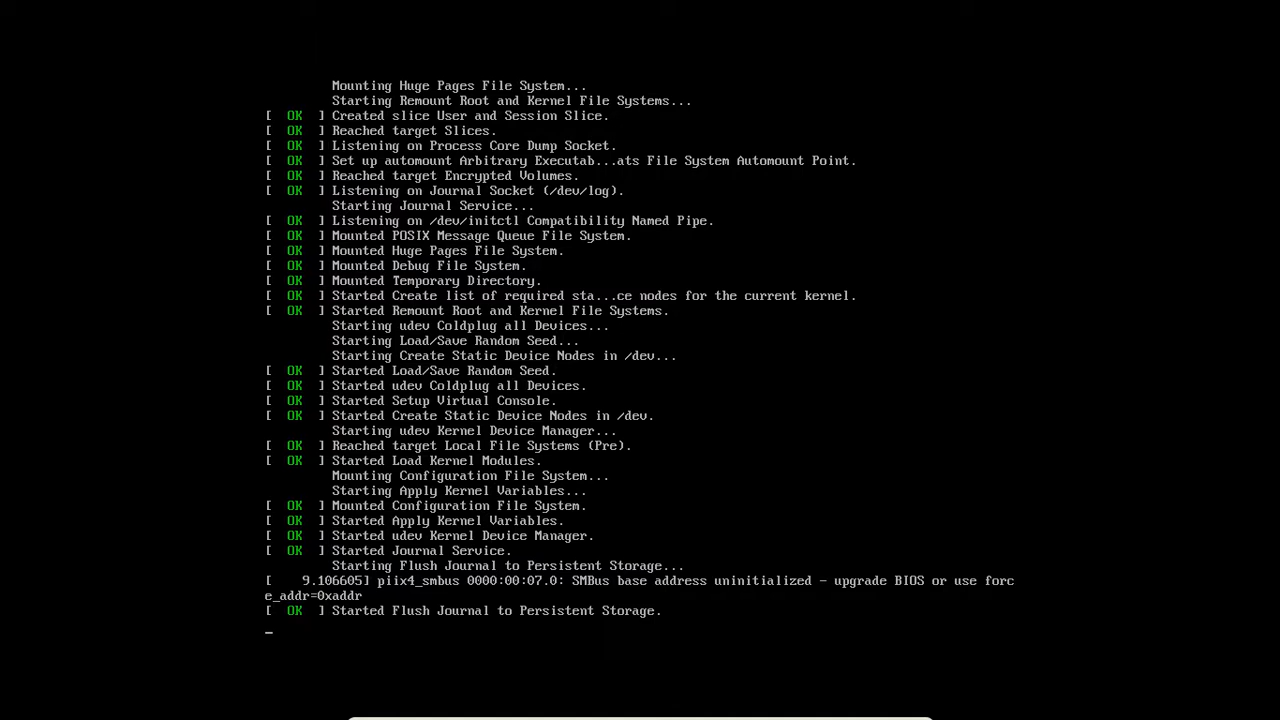 Mounting Huge Pages File System...
Starting Remount Root and Kernel File Systems...
[  OK  ] Created slice User and Session Slice.
[  OK  ] Reached target Slices.
[  OK  ] Listening on Process Core Dump Socket.
[  OK  ] Set up automount Arbitrary Executab...ats File System Automount Point.
[  OK  ] Reached target Encrypted Volumes.
[  OK  ] Listening on Journal Socket (/dev/log).
Starting Journal Service...
[  OK  ] Listening on /dev/initctl Compatibility Named Pipe.
[  OK  ] Mounted POSIX Message Queue File System.
[  OK  ] Mounted Huge Pages File System.
[  OK  ] Mounted Debug File System.
[  OK  ] Mounted Temporary Directory.
[  OK  ] Started Create list of required sta...ce nodes for the current kernel.
[  OK  ] Started Remount Root and Kernel File Systems.
Starting udev Coldplug all Devices...
Starting Load/Save Random Seed...
Starting Create Static Device Nodes in /dev...
[  OK  ] Started Load/Save Random Seed.
[  OK  ] Started udev Coldplug all Devices.
[  OK  ] Started Setup Virtual Console.
[  OK  ] Started Create Static Device Nodes in /dev.
Starting udev Kernel Device Manager...
[  OK  ] Reached target Local File Systems (Pre).
[  OK  ] Started Load Kernel Modules.
Mounting Configuration File System...
Starting Apply Kernel Variables...
[  OK  ] Mounted Configuration File System.
[  OK  ] Started Apply Kernel Variables.
[  OK  ] Started udev Kernel Device Manager.
[  OK  ] Started Journal Service.
Starting Flush Journal to Persistent Storage...
[    9.106605] piix4_smbus 0000:00:07.0: SMBus base address uninitialized - upgrade BIOS or use forc
e_addr=0xaddr
[  OK  ] Started Flush Journal to Persistent Storage.
_